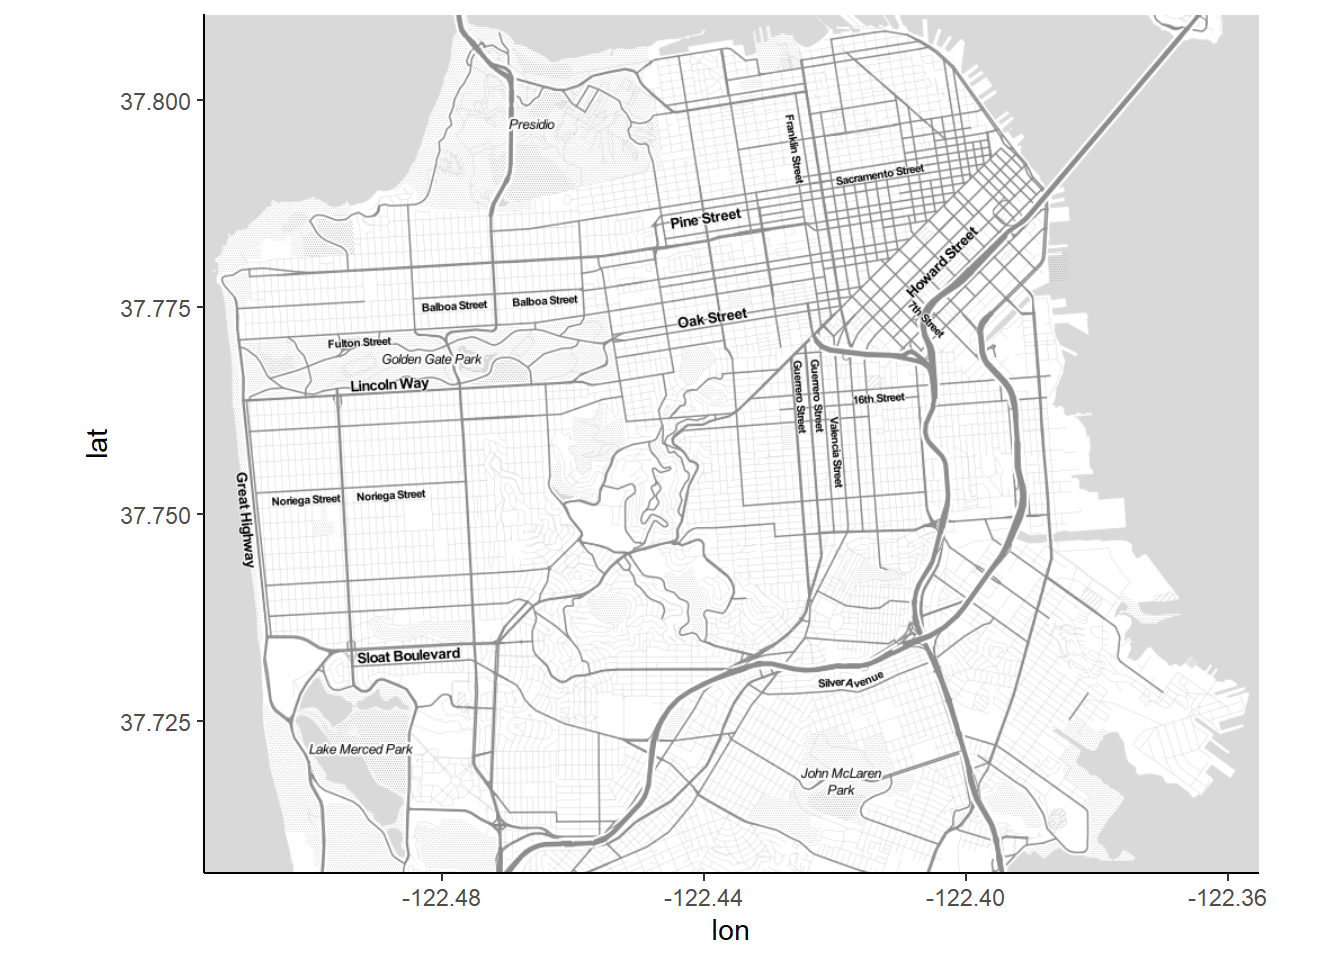 37.800
37.775
37.750
37.725
lat
Presidio
Franklin Street
Sacramento Street
Pine Street
Howard Street
Balboa Street
Balboa Street
Oak Street
7th Street
Fulton Street
Golden Gate Park
Lincoln Way
Guerrero Street
Guerrero Street
16th Street
Valencia Street
Great Highway
Noriega Street
Noriega Street
Sloat Boulevard
Silver Avenue
Lake Merced Park
John McLaren
Park
-122.48
-122.44
-122.40
-122.36
lon